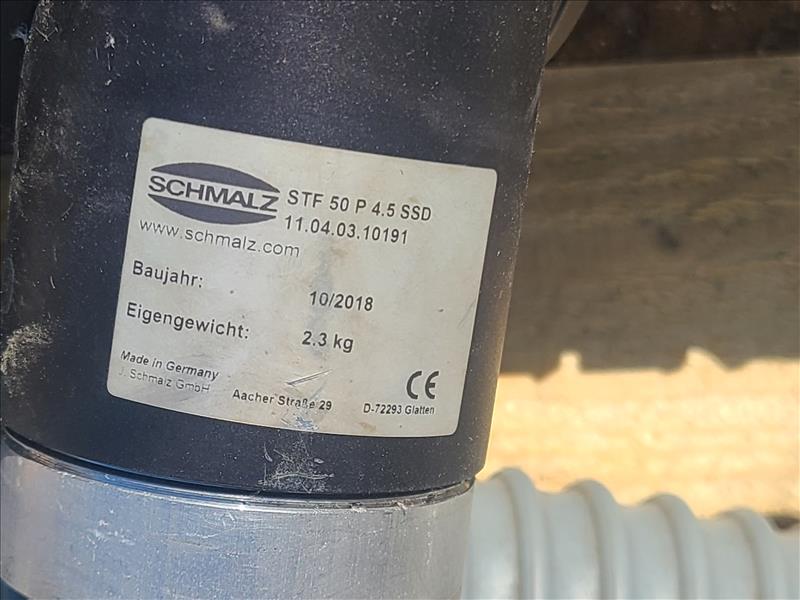 SCHMALZ
STF 50 P 4.5 SSD
11.04.03.10191
www.schmalz.com
Baujahr: 10/2018
Eigengewicht: 2.3 kg
Made in Germany
J. Schmalz GmbH Aacher Straße 29 D-72293 Glatten
CE